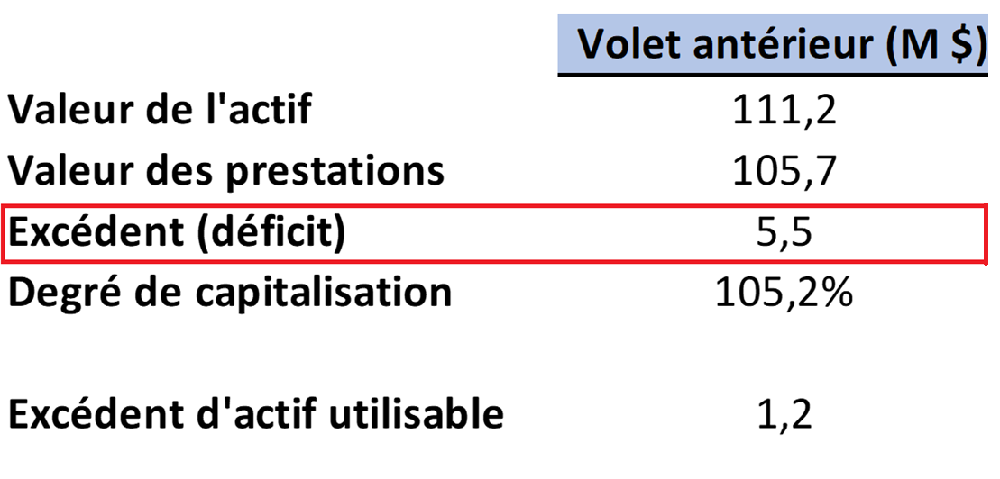 Volet antérieur (M $)
Valeur de l'actif 111,2
Valeur des prestations 105,7
Excédent (déficit) 5,5
Degré de capitalisation 105,2%
Excédent d'actif utilisable 1,2